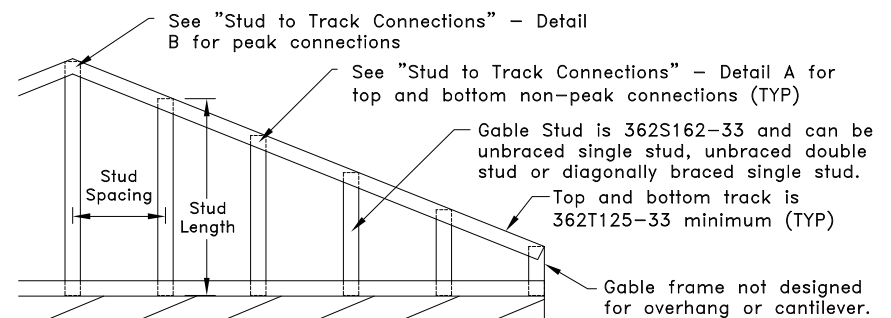 See "Stud to Track Connections" – Detail
B for peak connections
See "Stud to Track Connections" – Detail A for
top and bottom non–peak connections (TYP)
Gable Stud is 362S162–33 and can be
unbraced single stud, unbraced double
stud or diagonally braced single stud.
Stud
Spacing
Stud
Length
Top and bottom track is
362T125–33 minimum (TYP)
Gable frame not designed
for overhang or cantilever.